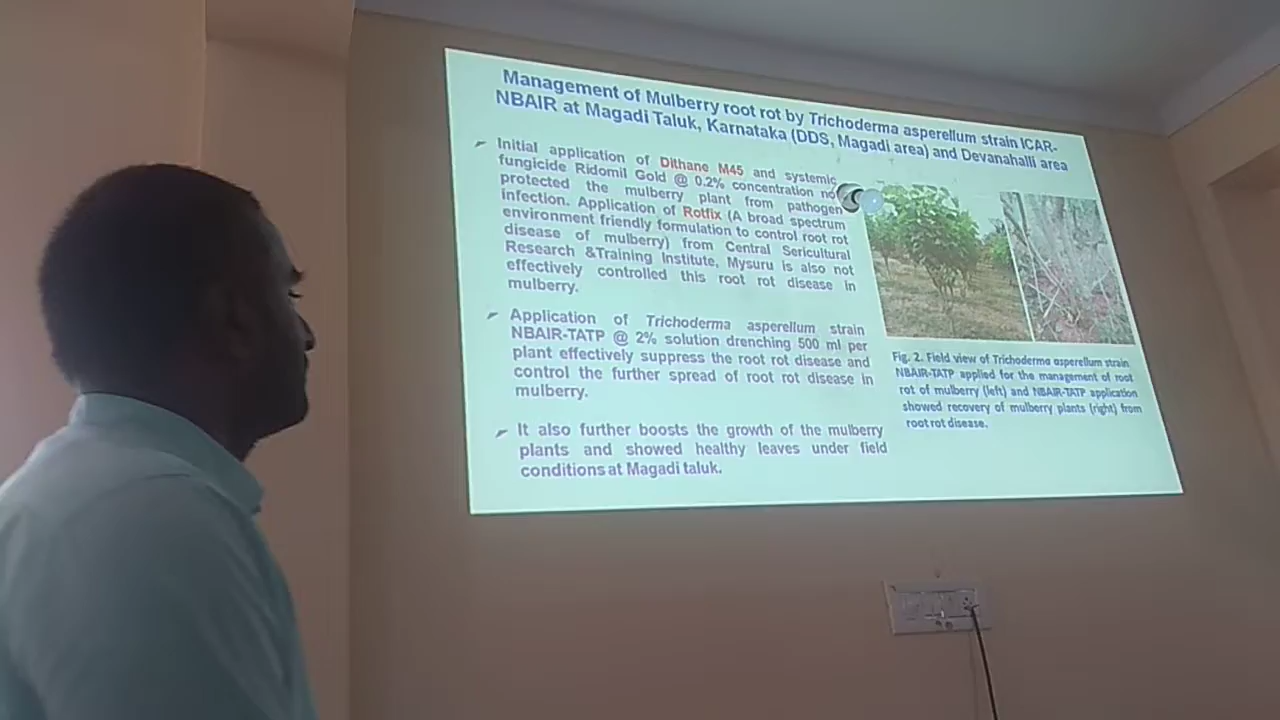 Management of Mulberry root rot by Trichoderma asperellum strain ICAR-
NBAIR at Magadi Taluk, Karnataka (DDS, Magadi area) and Devanahalli area
Initial application of Dithane M45 and systemic
fungicide Ridomil Gold @ 0.2% concentration no
protected the mulberry plant from pathogen
infection. Application of Rotfix (A broad spectrum
environment friendly formulation to control root rot
disease of mulberry) from Central Sericultural
Research &Training Institute, Mysuru is also not
effectively controlled this root rot disease in
mulberry.
Application of Trichoderma asperellum strain
NBAIR-TATP @ 2% solution drenching 500 ml per
plant effectively suppress the root rot disease and
control the further spread of root rot disease in
mulberry.
It also further boosts the growth of the mulberry
plants and showed healthy leaves under field
conditions at Magadi taluk.
Fig. 2. Field view of Trichoderma asperellum strain
NBAIR-TATP applied for the management of root
rot of mulberry (left) and NBAIR-TATP application
showed recovery of mulberry plants (right) from
root rot disease.